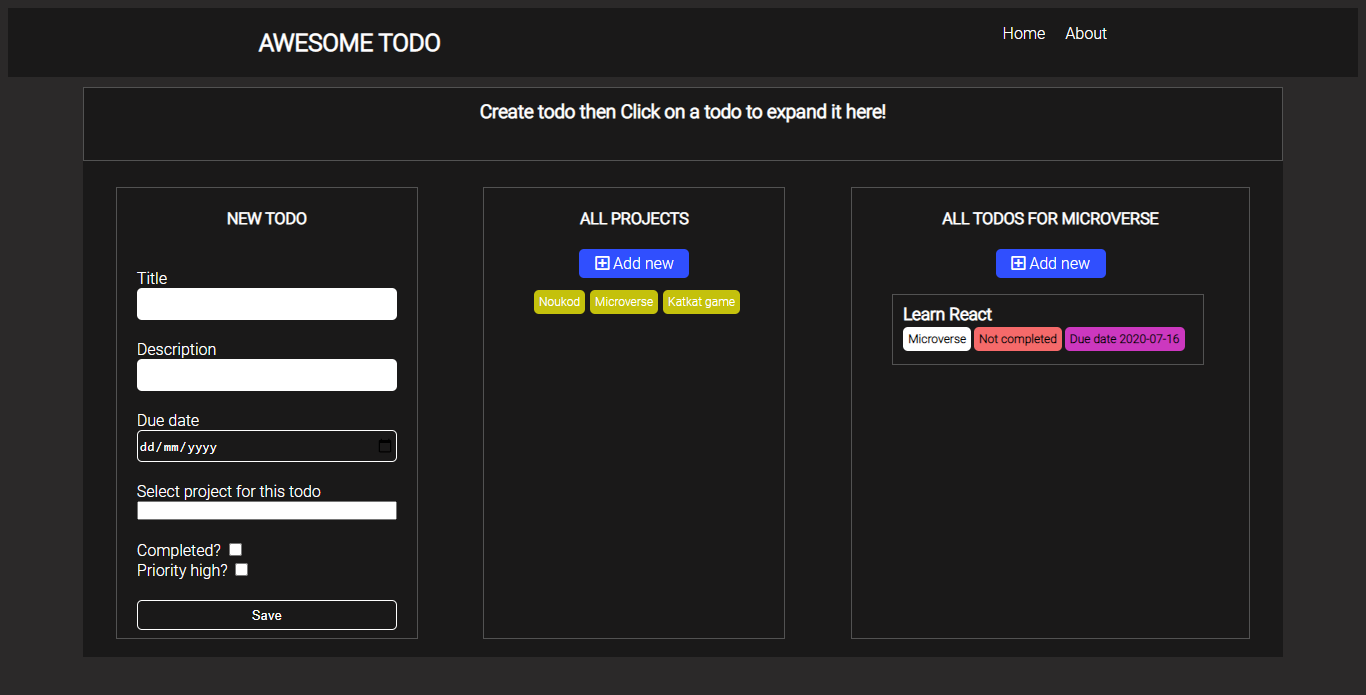 AWESOME TODO
Home About
Create todo then Click on a todo to expand it here!
NEW TODO
Title
Description
Due date
dd/mm/yyyy
Select project for this todo
Completed?
Priority high?
Save
ALL PROJECTS
Add new
Noukod Microverse Katkat game
ALL TODOS FOR MICROVERSE
Add new
Learn React
Microverse Not completed Due date 2020-07-16